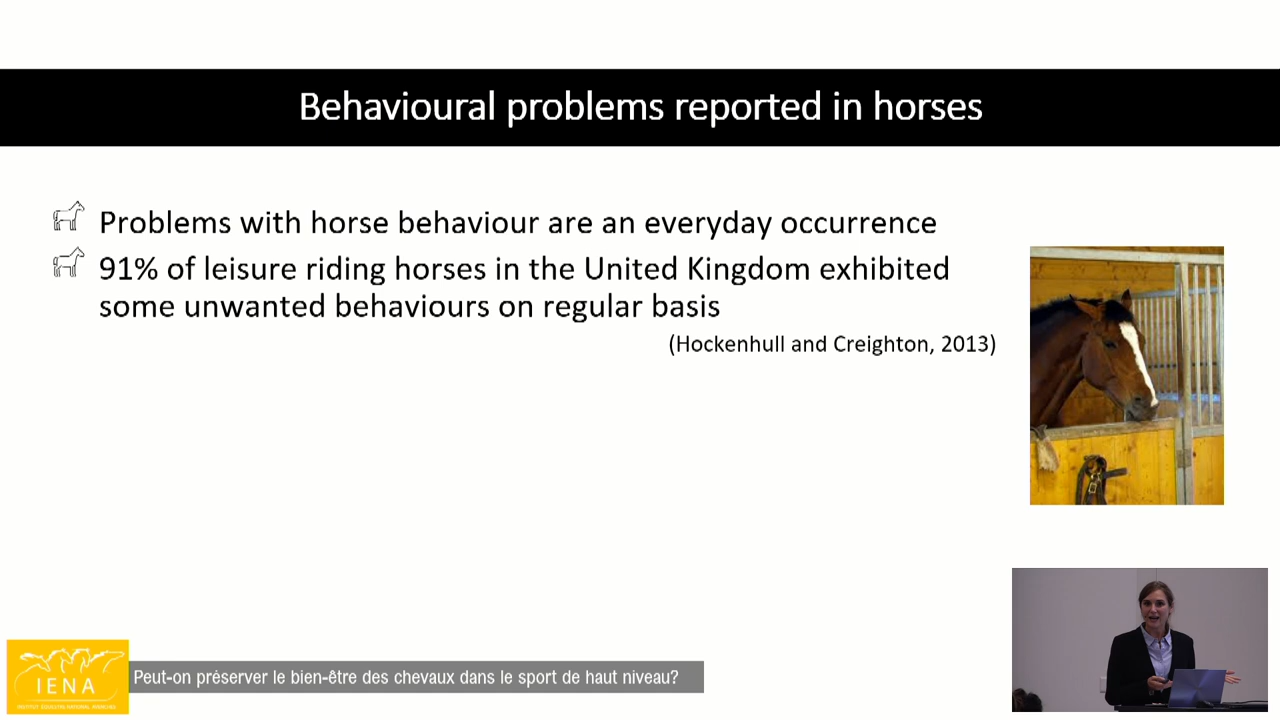 Behavioural problems reported in horses
Problems with horse behaviour are an everyday occurrence
91% of leisure riding horses in the United Kingdom exhibited
some unwanted behaviours on regular basis
(Hockenhull and Creighton, 2013)
IENA
Peut-on préserver le bien-être des chevaux dans le sport de haut niveau?